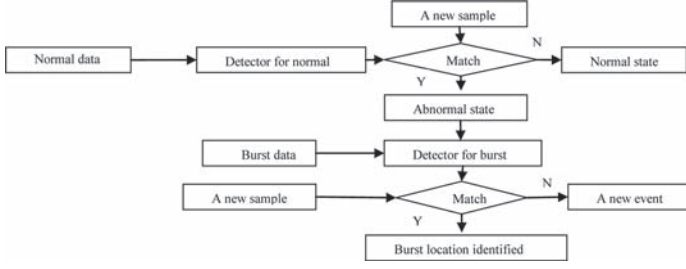 A new sample
Normal data
Detector for normal
Match
N
Normal state
Y
Abnormal state
Burst data
Detector for burst
A new sample
Match
N
A new event
Y
Burst location identified